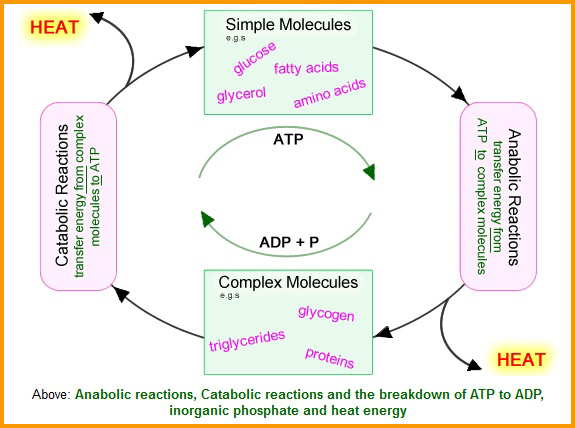 HEAT
Simple Molecules
e.g.s
glucose
fatty acids
glycerol
amino acids
Catabolic Reactions
transfer energy from complex
molecules to ATP
ATP
Anabolic Reactions
transfer energy from
ATP to complex molecules
ADP + P
Complex Molecules
e.g.s
glycogen
triglycerides
proteins
HEAT
Above: Anabolic reactions, Catabolic reactions and the breakdown of ATP to ADP,
inorganic phosphate and heat energy